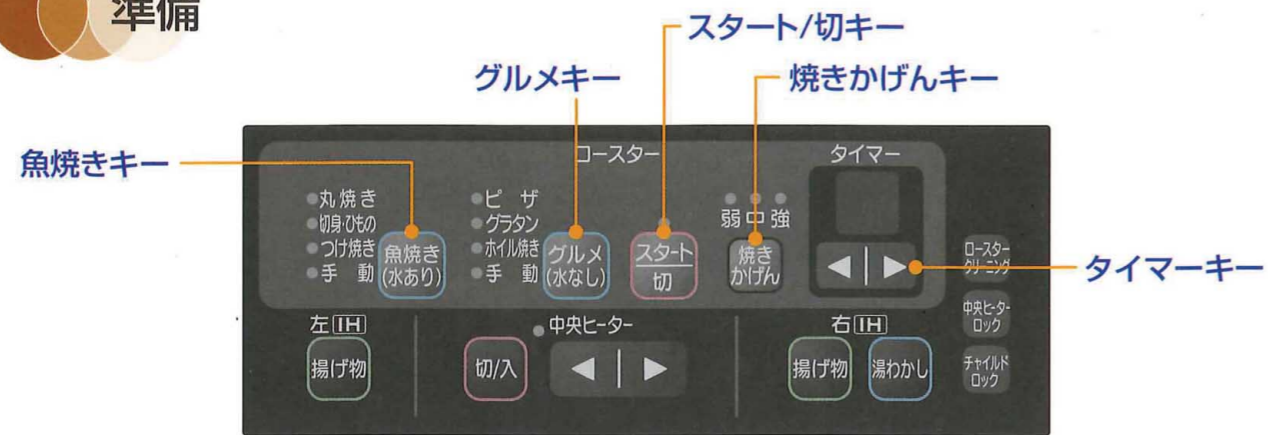 準備
スタート/切キー
グルメキー
焼きかげんキー
魚焼きキー
ロースター
タイマー
丸焼き
切身・ひもの
つけ焼き
手動
魚焼き
(水あり)
ピザ
グラタン
ホイル焼き
手動
グルメ
(水なし)
スタート
切
弱中強
焼き
かげん
◀ | ▶
タイマーキー
ロースター
クリーニング
中央ヒーター
ロック
チャイルド
ロック
左IH
揚げ物
中央ヒーター
切/入
◀ | ▶
右IH
揚げ物
湯わかし